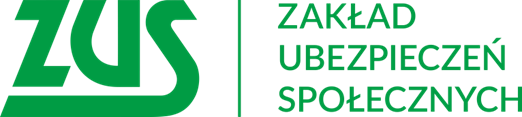 ZUS
ZAKŁAD
UBEZPIECZEŃ
SPOŁECZNYCH